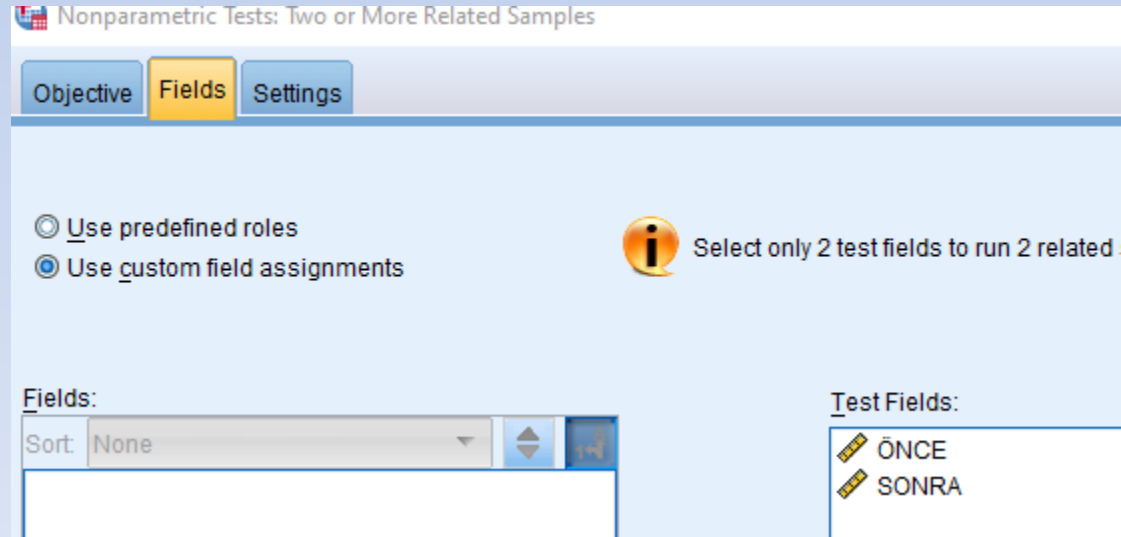 Nonparametric Tests: Two or More Related Samples
Objective Fields Settings
Use predefined roles
Use custom field assignments
Select only 2 test fields to run 2 related
Fields:
Sort: None
Test Fields:
ÖNCE
SONRA